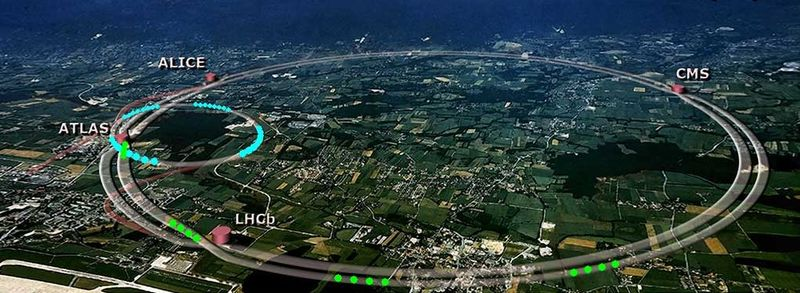 ALICE
CMS
ATLAS
LHCb